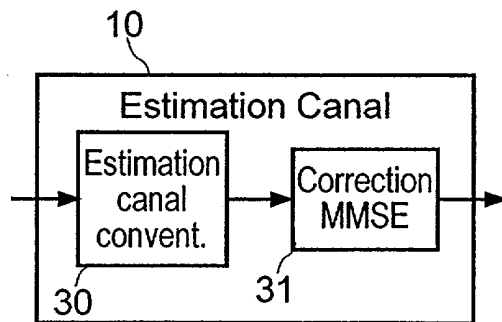 10
Estimation Canal
Estimation
canal
convent.
Correction
MMSE
30
31